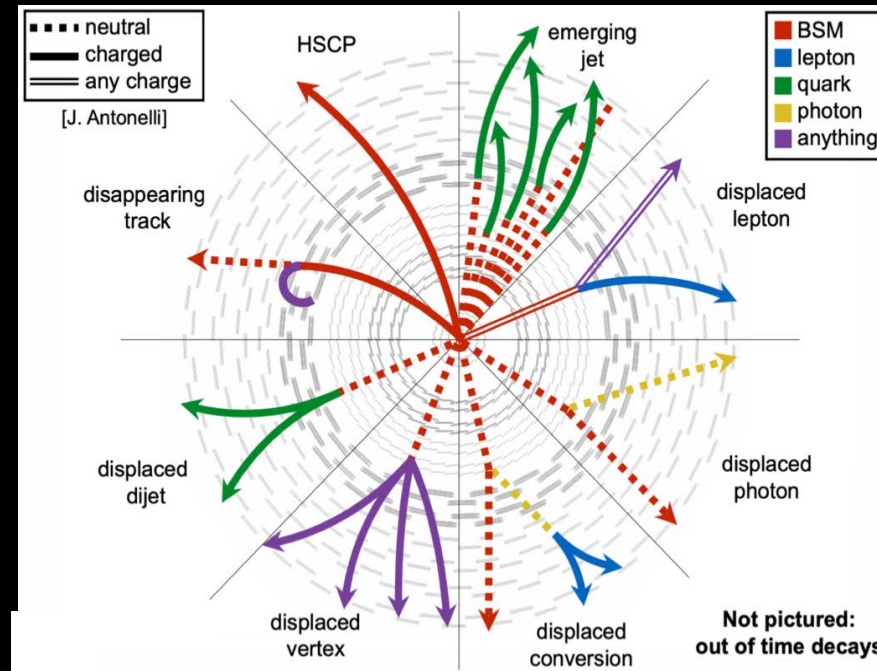 neutral
charged
any charge
[J. Antonelli]
HSCP
emerging
jet
BSM
lepton
quark
photon
anything
disappearing
track
displaced
lepton
displaced
dijet
displaced
photon
displaced
vertex
displaced
conversion
Not pictured:
out of time decays